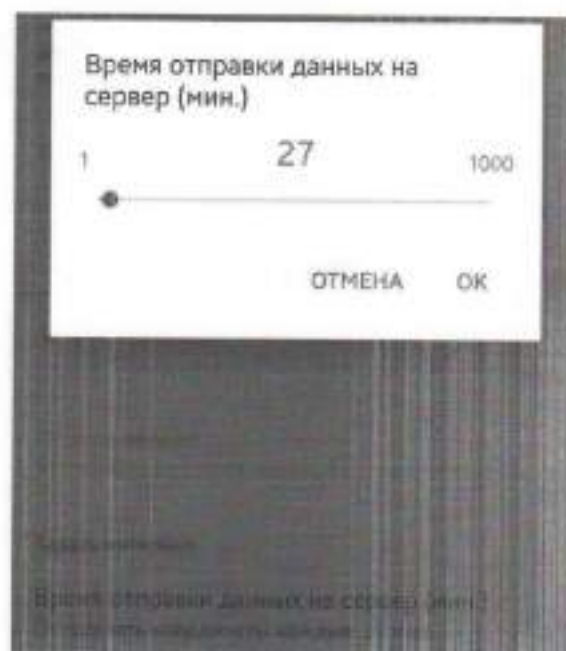 Время отправки данных на
сервер (мин.)
1 27 1000
ОТМЕНА ОК
Время отправки данных на сервер (мин.)